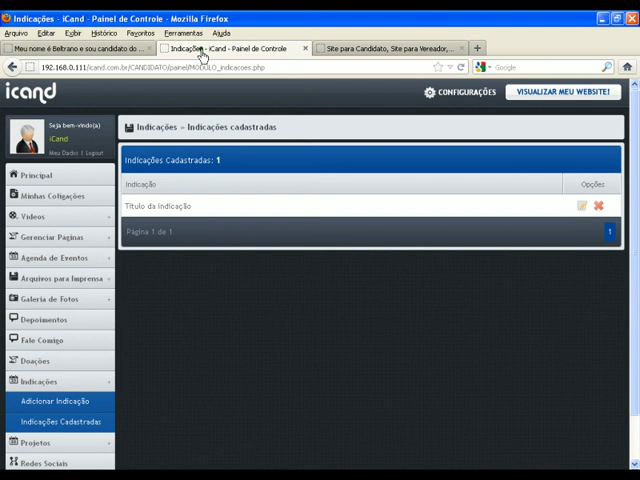 Indicações - iCand - Painel de Controle - Mozilla Firefox
Arquivo Editar Exibir Histórico Favoritos Ferramentas Ajuda
Meu nome é Beltrano e sou candidato do ... × Indicações - iCand - Painel de Controle × Site para Candidato, Site para Vereador,... × +
192.168.0.111/icand.com.br/CANDIDATO/painel/MODULO_indicacoes.php Google
icand CONFIGURAÇÕES VISUALIZAR MEU WEBSITE!
Seja bem-vindo(a)
iCand
Meu Dados | Logout
Indicações » Indicações cadastradas
Principal
Minhas Coligações
Vídeos
Gerenciar Páginas
Agenda de Eventos
Arquivos para Imprensa
Galeria de Fotos
Depoimentos
Fale Comigo
Doações
Indicações
Adicionar Indicação
Indicações Cadastradas
Projetos
Redes Sociais
Indicações Cadastradas: 1
Indicação Opções
Título da indicação
Página 1 de 1 1